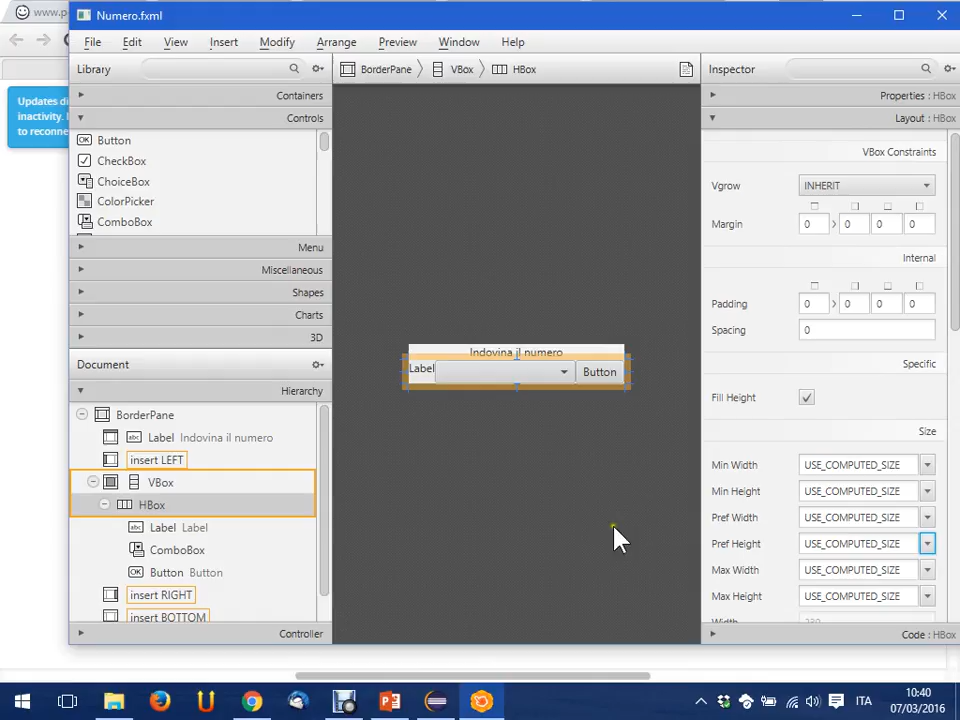 www.p
Numero.fxml
File Edit View Insert Modify Arrange Preview Window Help
Library
BorderPane VBox HBox
Inspector
Updates di
inactivity.
to reconne
Containers
Controls
Button
CheckBox
ChoiceBox
ColorPicker
ComboBox
Menu
Miscellaneous
Shapes
Charts
3D
Document
Hierarchy
BorderPane
Label Indovina il numero
insert LEFT
VBox
HBox
Label Label
ComboBox
Button Button
insert RIGHT
insert BOTTOM
Controller
Indovina il numero
Label Button
Properties : HBox
Layout : HBox
VBox Constraints
Vgrow INHERIT
Margin 0 0 0 0
Internal
Padding 0 0 0 0
Spacing 0
Specific
Fill Height
Size
Min Width USE_COMPUTED_SIZE
Min Height USE_COMPUTED_SIZE
Pref Width USE_COMPUTED_SIZE
Pref Height USE_COMPUTED_SIZE
Max Width USE_COMPUTED_SIZE
Max Height USE_COMPUTED_SIZE
Code : HBox
ITA
10:40
07/03/2016